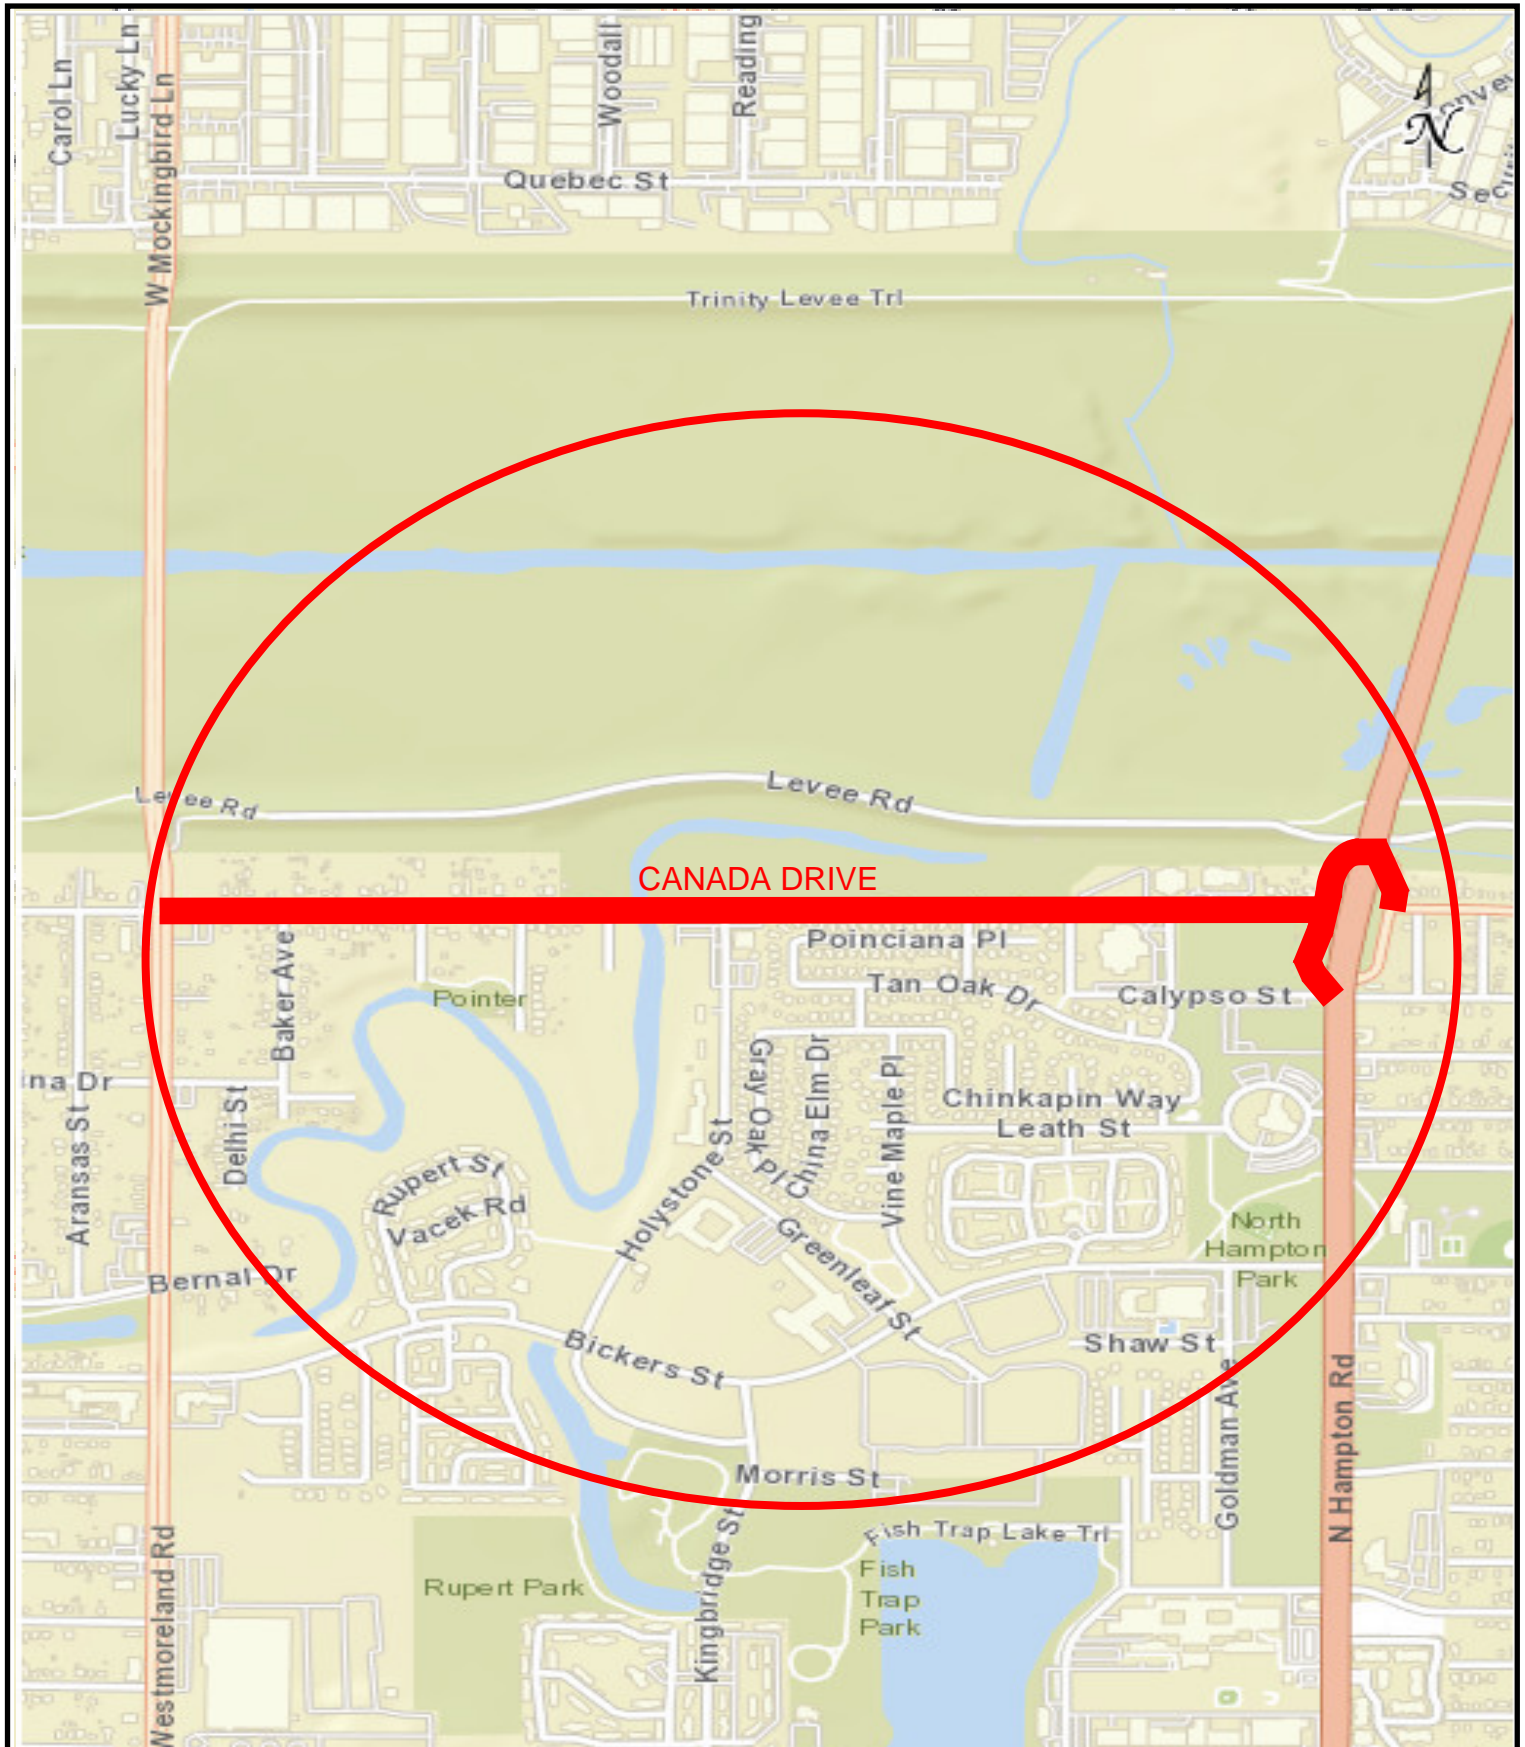 Carol Ln
Lucky Ln
W Mockingbird Ln
Woodall
Reading
N
Quebec St
Trinity Levee Trl
Levee Rd
Levee Rd
CANADA DRIVE
Poinciana Pl
Tan Oak Dr
Calypso St
Pointer
Baker Ave
na Dr
Aransas St
Delhi St
Gray Oak Pl
China Elm Dr
Vine Maple Pl
Chinkapin Way
Leath St
Rupert St
Vacek Rd
Holystone St
Greenleaf St
North
Hampton
Park
Bernal Dr
Bickers St
Shaw St
Goldman Ave
N Hampton Rd
Morris St
Fish Trap Lake Trl
Westmoreland Rd
Rupert Park
Kingbridge St
Fish
Trap
Park